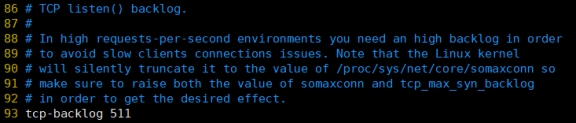 86 # TCP listen() backlog.
87 #
88 # In high requests-per-second environments you need an high backlog in order
89 # to avoid slow clients connections issues. Note that the Linux kernel
90 # will silently truncate it to the value of /proc/sys/net/core/somaxconn so
91 # make sure to raise both the value of somaxconn and tcp_max_syn_backlog
92 # in order to get the desired effect.
93 tcp-backlog 511